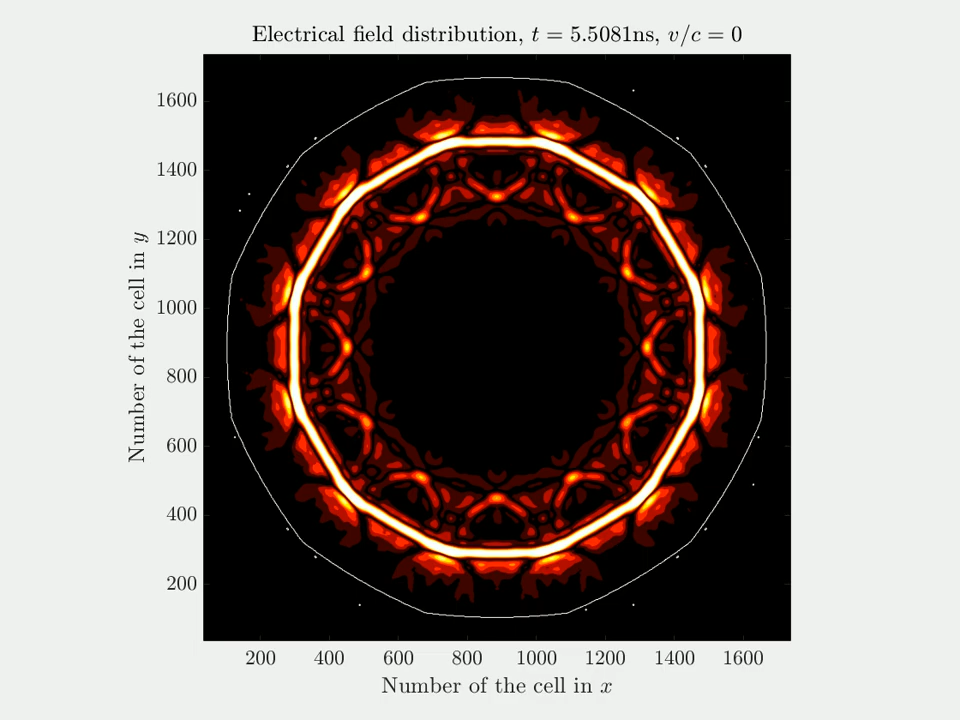 Electrical field distribution, t = 5.5081ns, v/c = 0
Number of the cell in y
1600
1400
1200
1000
800
600
400
200
200 400 600 800 1000 1200 1400 1600
Number of the cell in x